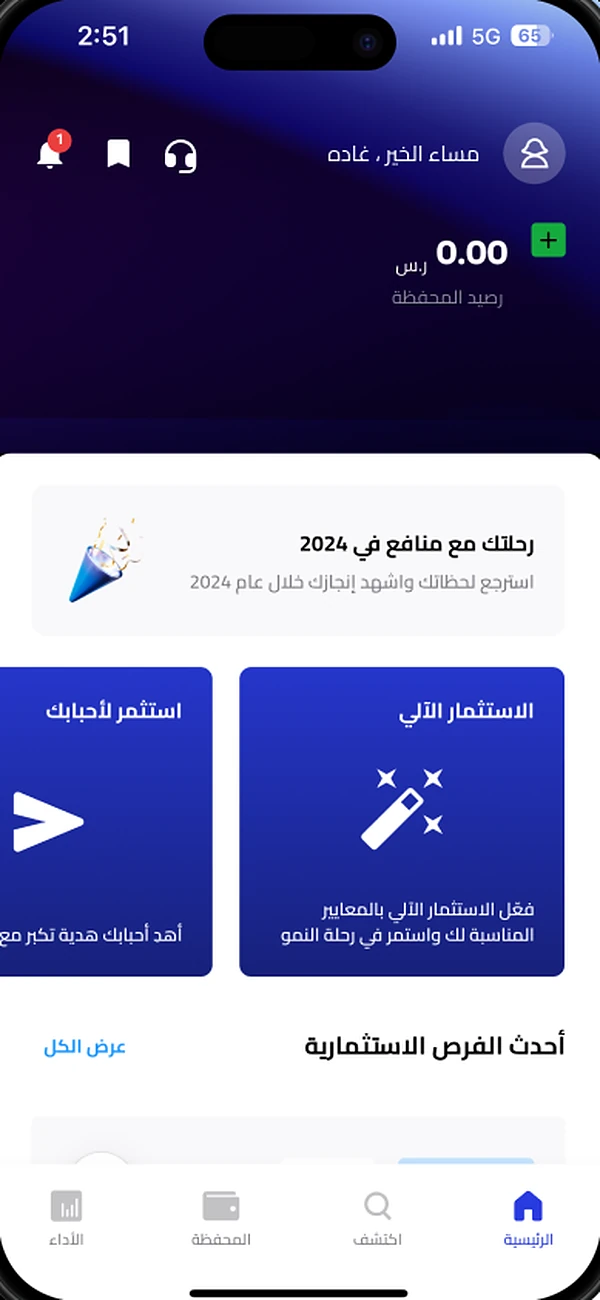 2:51
5G 65
مساء الخير ، غاده
1
0.00 ر.س
رصيد المحفظة
رحلتك مع منافع في 2024
استرجع لحظاتك واشهد إنجازك خلال عام 2024
الاستثمار الآلي
فعّل الاستثمار الآلي بالمعايير
المناسبة لك واستمر في رحلة النمو
استثمر لأحبابك
أهدِ أحبابك هدية تكبر مع
أحدث الفرص الاستثمارية
عرض الكل
الرئيسية
اكتشف
المحفظة
الأداء